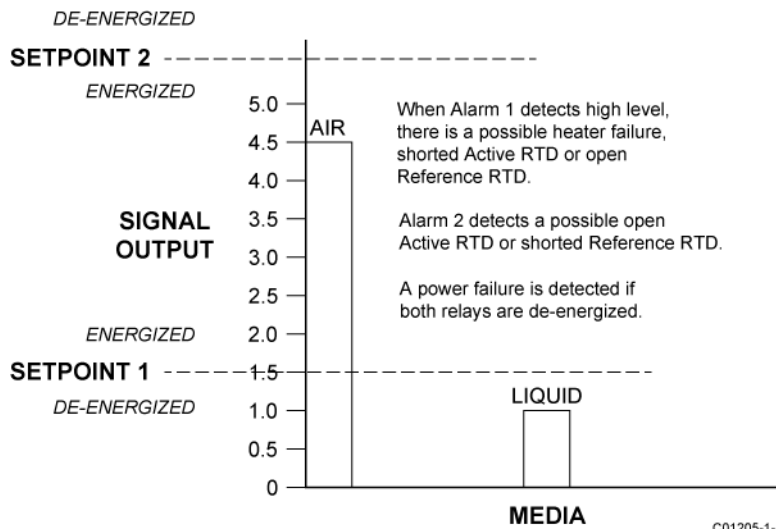 DE-ENERGIZED
SETPOINT 2
ENERGIZED
5.0
AIR
When Alarm 1 detects high level,
there is a possible heater failure,
shorted Active RTD or open
Reference RTD.
4.5
4.0
SIGNAL
OUTPUT
3.5
Alarm 2 detects a possible open
Active RTD or shorted Reference RTD.
3.0
2.5
A power failure is detected if
both relays are de-energized.
ENERGIZED
2.0
SETPOINT 1
1.5
DE-ENERGIZED
LIQUID
1.0
0.5
0
MEDIA
C01205-1-